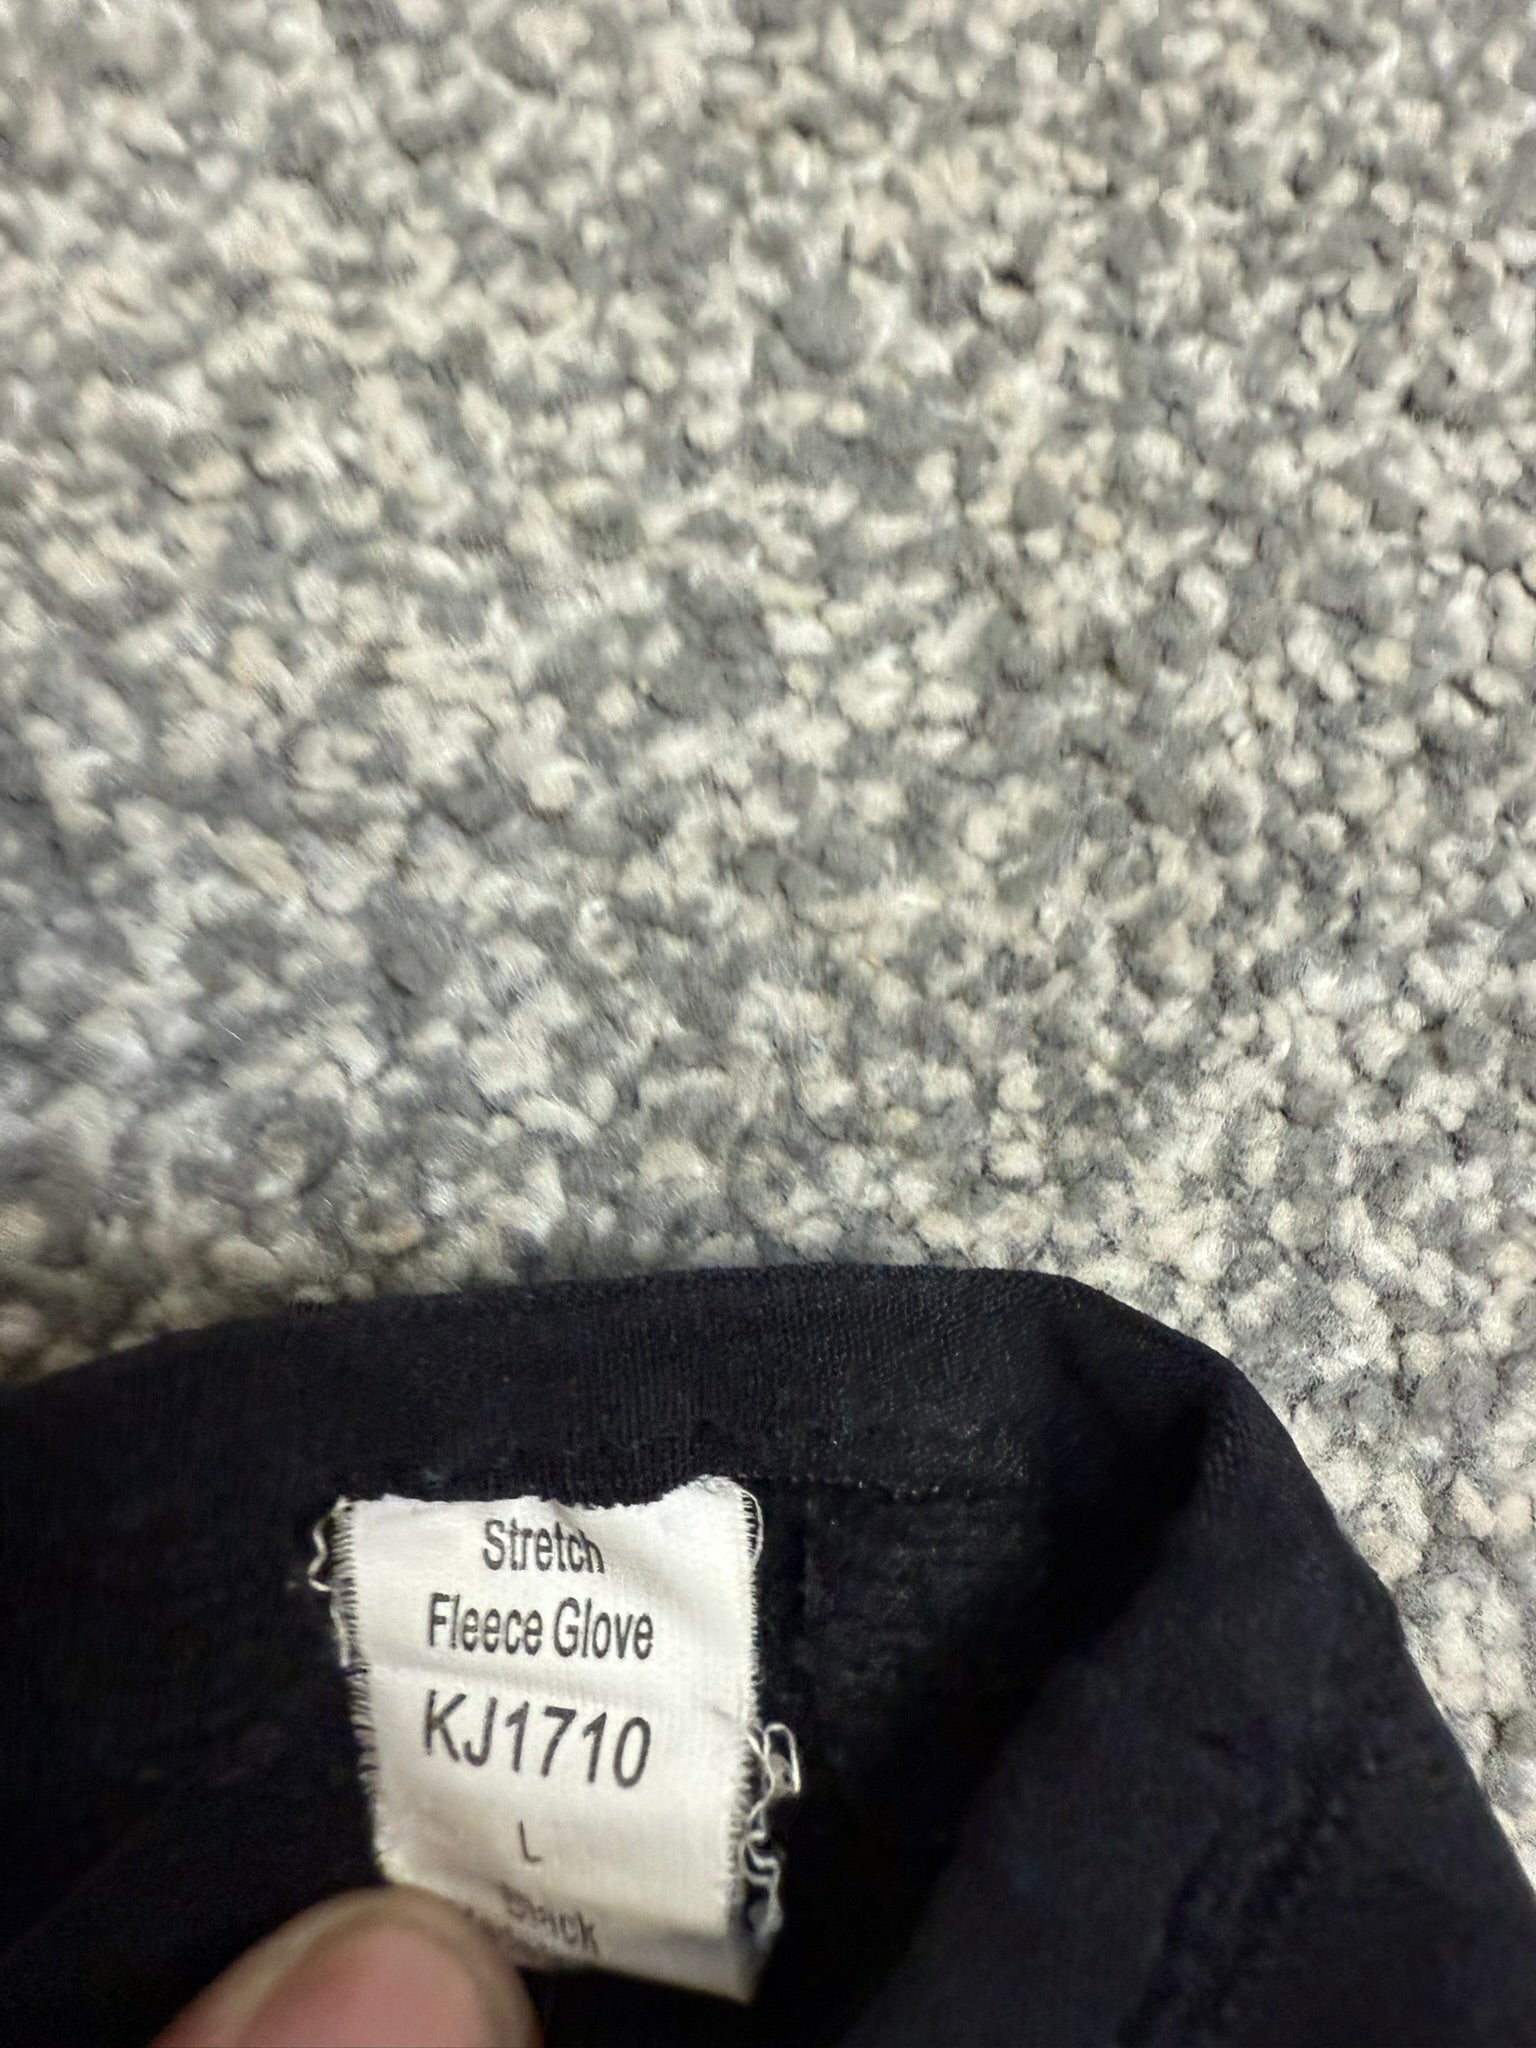 Stretch
Fleece Glove
KJ1710
L
Black